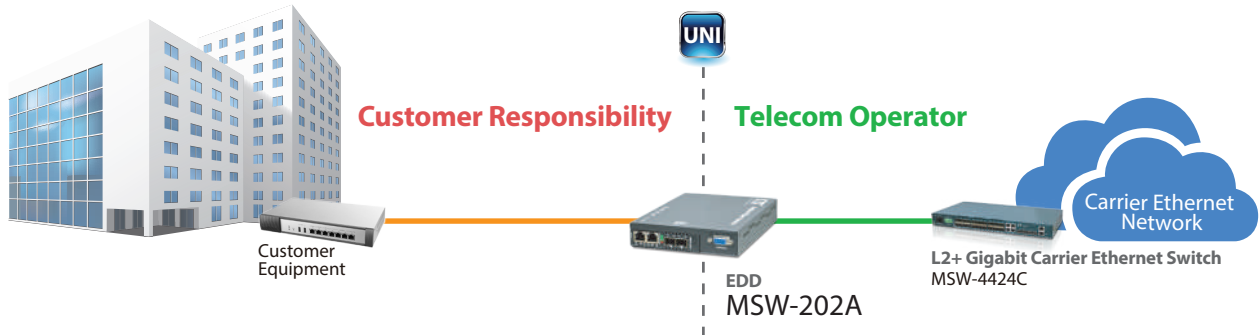 UNI
Customer Responsibility
Telecom Operator
Carrier Ethernet
Network
Customer
Equipment
L2+ Gigabit Carrier Ethernet Switch
MSW-4424C
EDD
MSW-202A